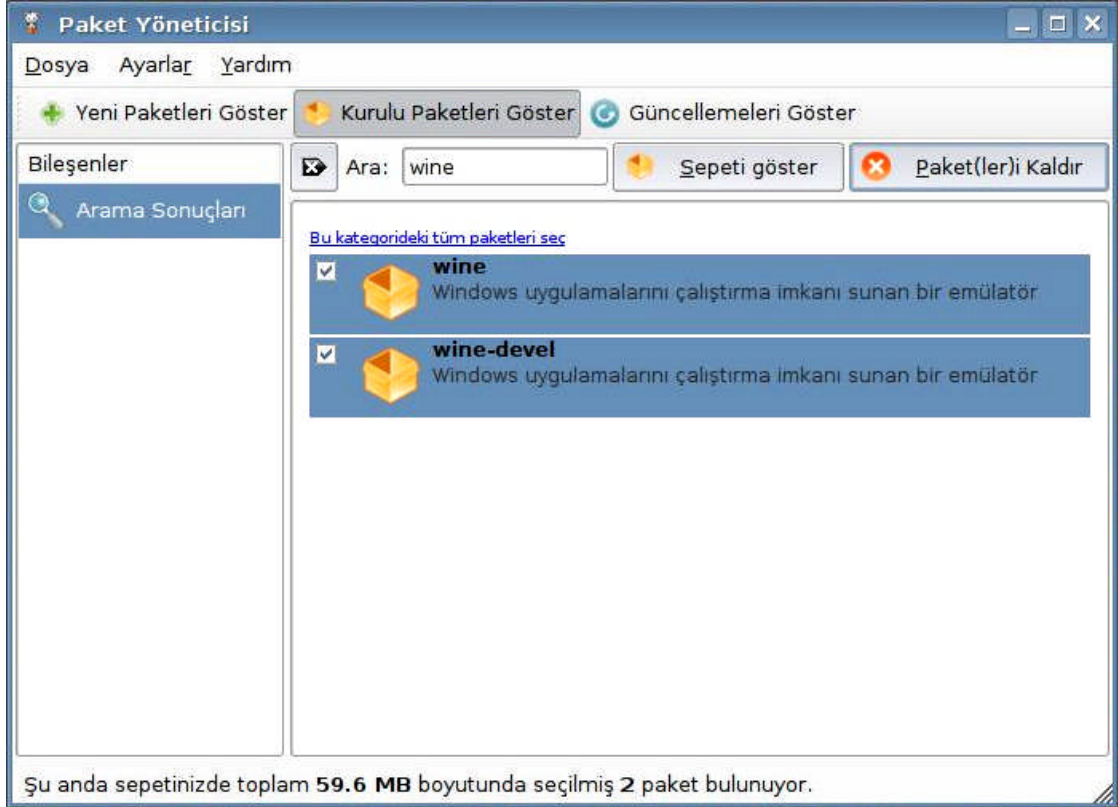 Paket Yöneticisi
Dosya Ayarlar Yardım
Yeni Paketleri Göster Kurulu Paketleri Göster Güncellemeleri Göster
Bileşenler
Arama Sonuçları
Ara: wine Sepeti göster Paket(ler)i Kaldır
Bu kategorideki tüm paketleri seç
wine
Windows uygulamalarını çalıştırma imkanı sunan bir emülatör
wine-devel
Windows uygulamalarını çalıştırma imkanı sunan bir emülatör
Şu anda sepetinizde toplam 59.6 MB boyutunda seçilmiş 2 paket bulunuyor.